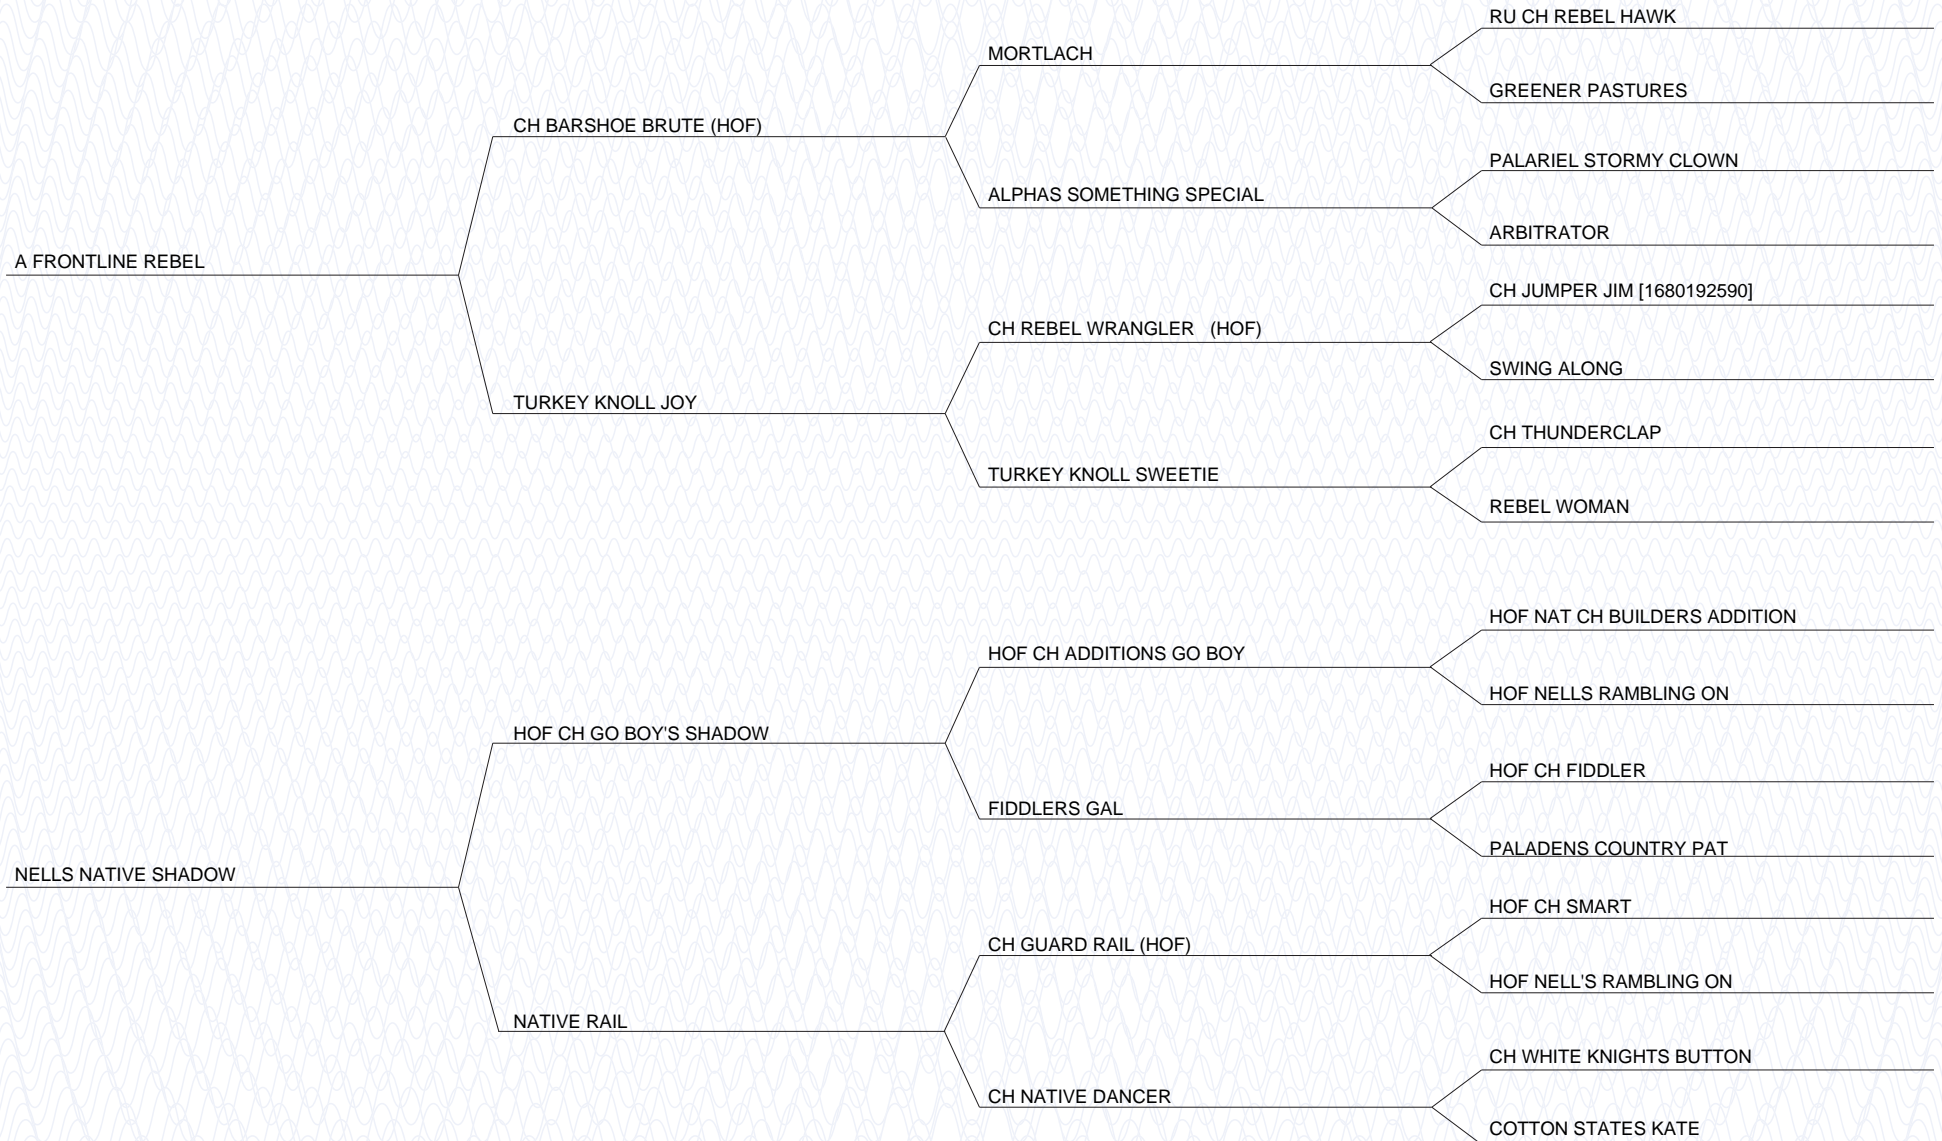 RU CH REBEL HAWK
MORTLACH
GREENER PASTURES
CH BARSHOE BRUTE (HOF)
PALARIEL STORMY CLOWN
ALPHAS SOMETHING SPECIAL
ARBITRATOR
A FRONTLINE REBEL
CH JUMPER JIM [1680192590]
CH REBEL WRANGLER (HOF)
SWING ALONG
TURKEY KNOLL JOY
CH THUNDERCLAP
TURKEY KNOLL SWEETIE
REBEL WOMAN
HOF NAT CH BUILDERS ADDITION
HOF CH ADDITIONS GO BOY
HOF NELLS RAMBLING ON
HOF CH GO BOY'S SHADOW
HOF CH FIDDLER
FIDDLERS GAL
PALADENS COUNTRY PAT
NELLS NATIVE SHADOW
HOF CH SMART
CH GUARD RAIL (HOF)
HOF NELL'S RAMBLING ON
NATIVE RAIL
CH WHITE KNIGHTS BUTTON
CH NATIVE DANCER
COTTON STATES KATE